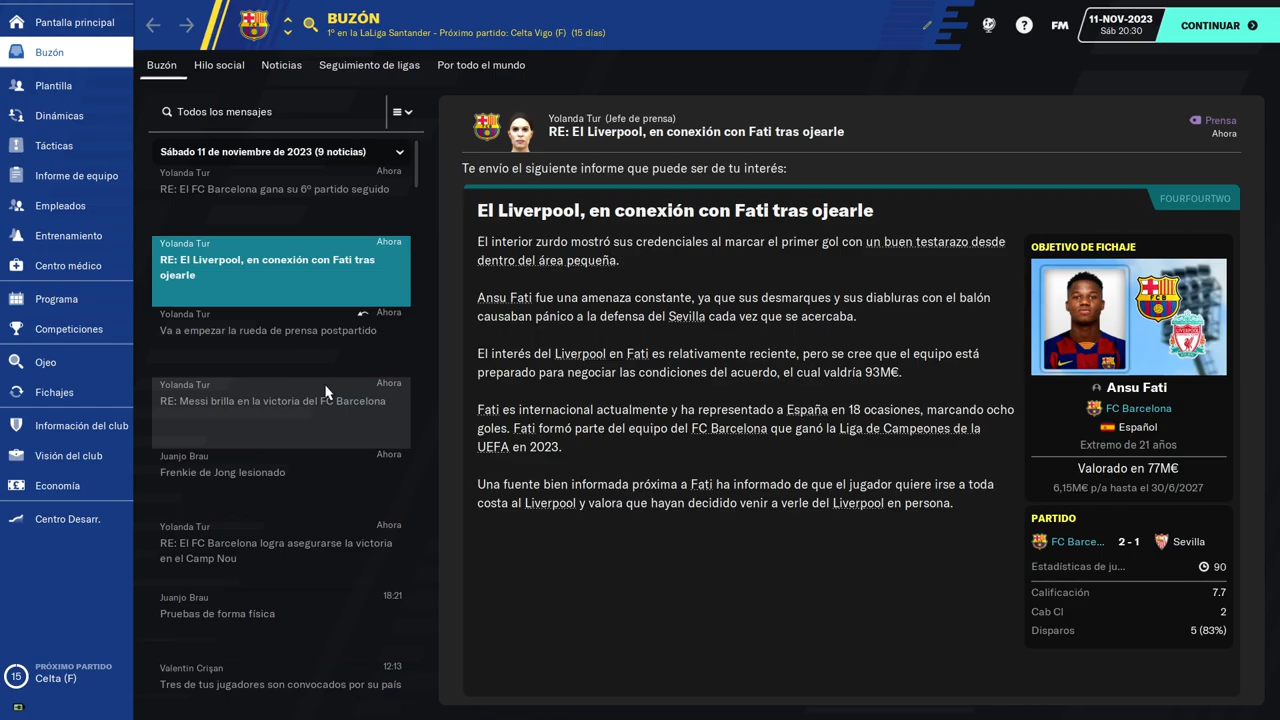 Pantalla principal
Buzón
Plantilla
Dinámicas
Tácticas
Informe de equipo
Empleados
Entrenamiento
Centro médico
Programa
Competiciones
Ojeo
Fichajes
Información del club
Visión del club
Economía
Centro Desarr.
15
PRÓXIMO PARTIDO
Celta (F)
BUZÓN
1º en la LaLiga Santander - Próximo partido: Celta Vigo (F) (15 días)
FM
11-NOV-2023
Sáb 20:30
CONTINUAR
Buzón
Hilo social
Noticias
Seguimiento de ligas
Por todo el mundo
Todos los mensajes
Sábado 11 de noviembre de 2023 (9 noticias)
Yolanda Tur Ahora
RE: El FC Barcelona gana su 6º partido seguido
Yolanda Tur Ahora
RE: El Liverpool, en conexión con Fati tras
ojearle
Yolanda Tur Ahora
Va a empezar la rueda de prensa postpartido
Yolanda Tur Ahora
RE: Messi brilla en la victoria del FC Barcelona
Juanjo Brau Ahora
Frenkie de Jong lesionado
Yolanda Tur Ahora
RE: El FC Barcelona logra asegurarse la victoria
en el Camp Nou
Juanjo Brau 18:21
Pruebas de forma física
Valentin Crişan 12:13
Tres de tus jugadores son convocados por su país
Yolanda Tur (Jefe de prensa)
RE: El Liverpool, en conexión con Fati tras ojearle
Prensa
Ahora
Te envío el siguiente informe que puede ser de tu interés:
FOURFOURTWO
El Liverpool, en conexión con Fati tras ojearle
El interior zurdo mostró sus credenciales al marcar el primer gol con un buen testarazo desde
dentro del área pequeña.
Ansu Fati fue una amenaza constante, ya que sus desmarques y sus diabluras con el balón
causaban pánico a la defensa del Sevilla cada vez que se acercaba.
El interés del Liverpool en Fati es relativamente reciente, pero se cree que el equipo está
preparado para negociar las condiciones del acuerdo, el cual valdría 93M€.
Fati es internacional actualmente y ha representado a España en 18 ocasiones, marcando ocho
goles. Fati formó parte del equipo del FC Barcelona que ganó la Liga de Campeones de la
UEFA en 2023.
Una fuente bien informada próxima a Fati ha informado de que el jugador quiere irse a toda
costa al Liverpool y valora que hayan decidido venir a verle del Liverpool en persona.
OBJETIVO DE FICHAJE
Ansu Fati
FC Barcelona
Español
Extremo de 21 años
Valorado en 77M€
6,15M€ p/a hasta el 30/6/2027
PARTIDO
FC Barce... 2 - 1 Sevilla
Estadísticas de ju... 90
Calificación 7.7
Cab Cl 2
Disparos 5 (83%)